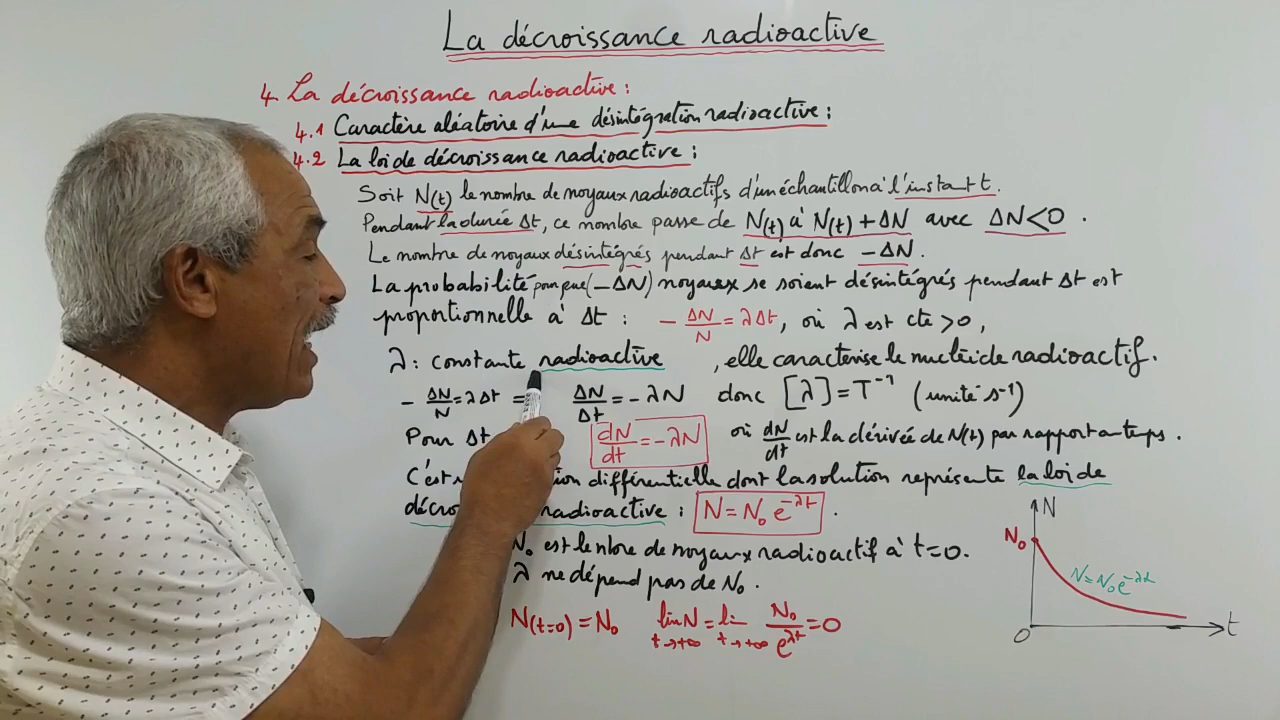 La décroissance radioactive
4. La décroissance radioactive :
4.1 Caractère aléatoire d'une désintégration radioactive :
4.2 La loi de décroissance radioactive :
Soit N(t) le nombre de noyaux radioactifs d'un échantillon à l'instant t.
Pendant la durée Δt, ce nombre passe de N(t) à N(t) + ΔN avec ΔN<0 .
Le nombre de noyaux désintégrés pendant Δt est donc -ΔN .
La probabilité pour que (-ΔN) noyaux se soient désintégrés pendant Δt est
proportionnelle à Δt : - ΔN/N = λΔt, où λ est cte >0 ,
λ : constante radioactive , elle caractérise le nucléide radioactif.
- ΔN/N = λΔt = ΔN/Δt = -λN donc [λ] = T⁻¹ (unité s⁻¹)
Pour Δt dN/dt = -λN où dN/dt est la dérivée de N(t) par rapport au temps .
C'est différentielle dont la solution représente la loi de
radioactive : N = N₀ e^-λt .
N₀ est le nbre de noyaux radioactif à t=0.
λ ne dépend pas de N₀ .
N(t=0) = N₀ lim N = lim N₀/e^λt = 0
t→+∞ t→+∞
N
N₀
N=N₀e^-λt
O
t